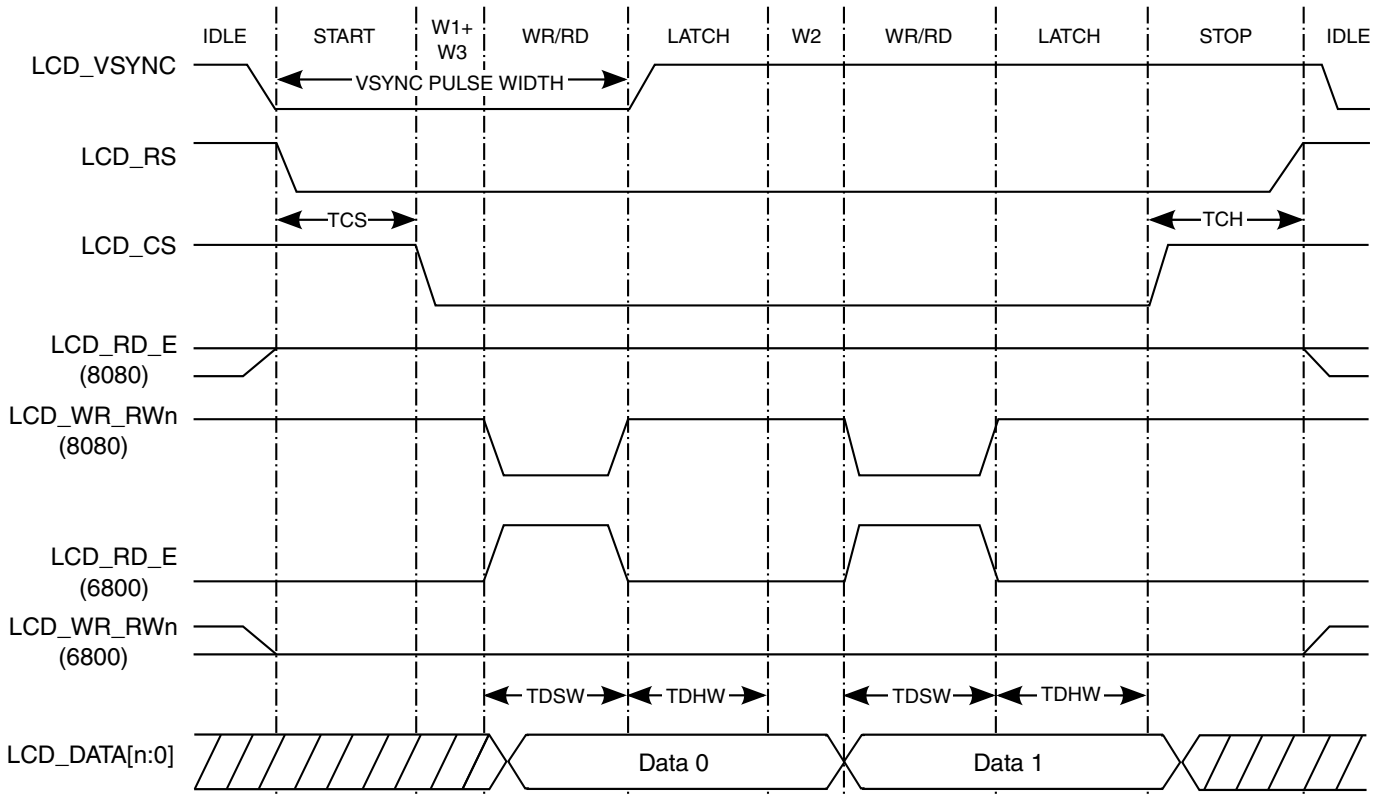 IDLE START W1+ WR/RD LATCH W2 WR/RD LATCH STOP IDLE
W3
LCD_VSYNC
VSYNC PULSE WIDTH
LCD_RS
TCS TCH
LCD_CS
LCD_RD_E
(8080)
LCD_WR_RWn
(8080)
LCD_RD_E
(6800)
LCD_WR_RWn
(6800)
TDSW TDHW TDSW TDHW
LCD_DATA[n:0] Data 0 Data 1